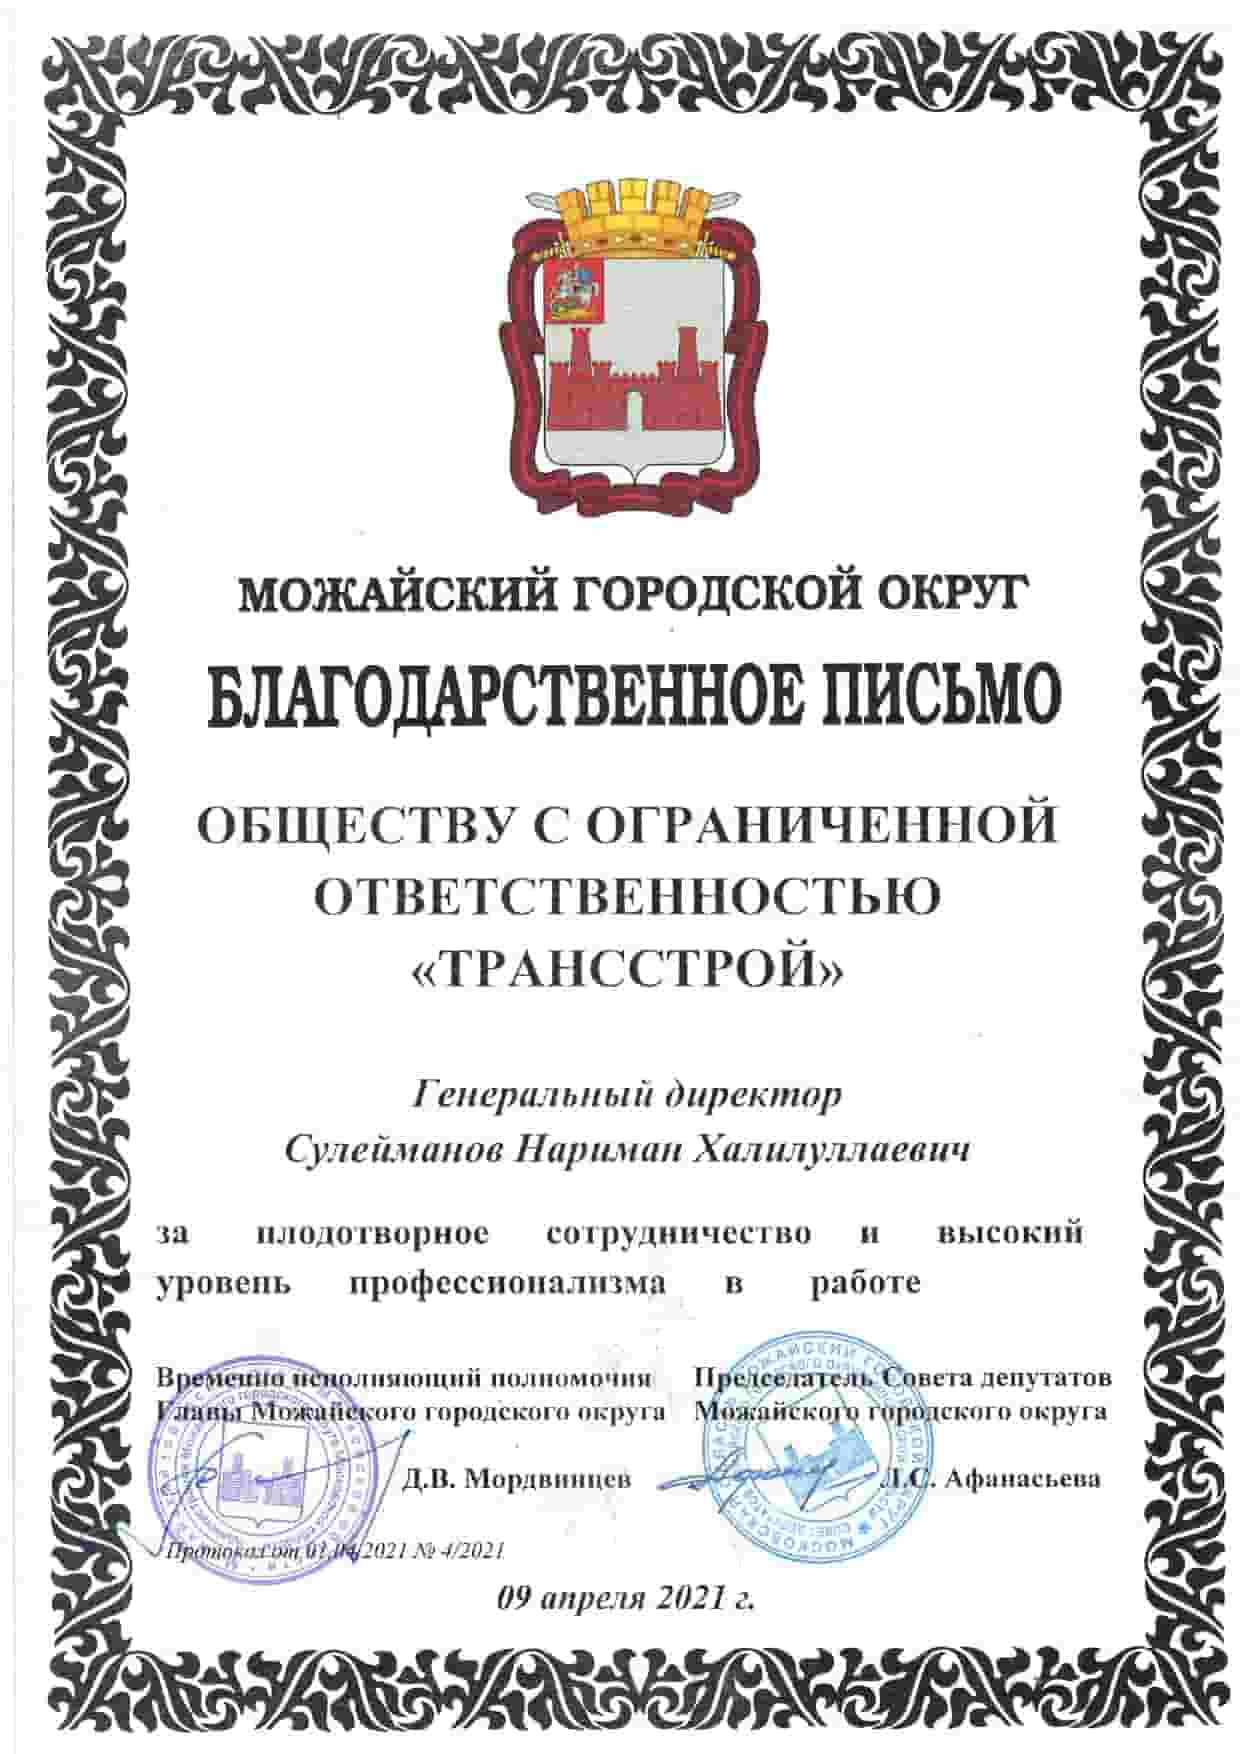 МОЖАЙСКИЙ ГОРОДСКОЙ ОКРУГ
БЛАГОДАРСТВЕННОЕ ПИСЬМО
ОБЩЕСТВУ С ОГРАНИЧЕННОЙ
ОТВЕТСТВЕННОСТЬЮ
«ТРАНССТРОЙ»
Генеральный директор
Сулейманов Нариман Халилуллаевич
за плодотворное сотрудничество и высокий
уровень профессионализма в работе
Временно исполняющий полномочия
Главы Можайского городского округа
Д.В. Мордвинцев
Председатель Совета депутатов
Можайского городского округа
Л.С. Афанасьева
Протокол от 01.04.2021 № 4/2021
09 апреля 2021 г.